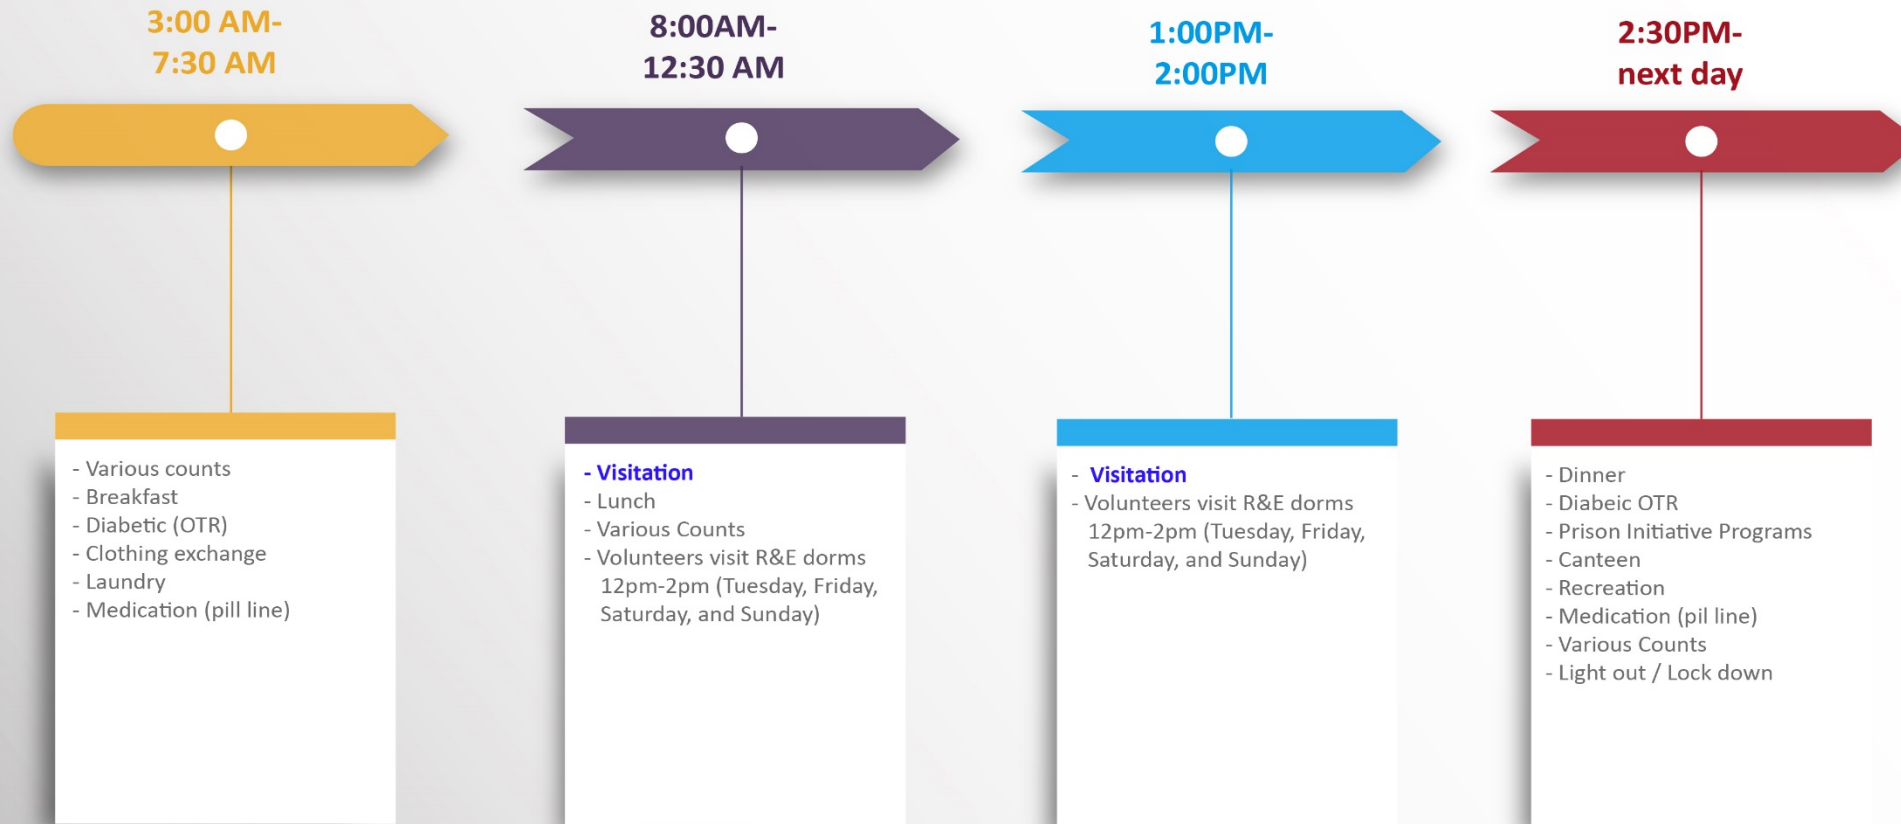 3:00 AM-
7:30 AM
8:00AM-
12:30 AM
1:00PM-
2:00PM
2:30PM-
next day
- Various counts
- Breakfast
- Diabetic (OTR)
- Clothing exchange
- Laundry
- Medication (pill line)
- Visitation
- Lunch
- Various Counts
- Volunteers visit R&E dorms
12pm-2pm (Tuesday, Friday,
Saturday, and Sunday)
- Visitation
- Volunteers visit R&E dorms
12pm-2pm (Tuesday, Friday,
Saturday, and Sunday)
- Dinner
- Diabeic OTR
- Prison Initiative Programs
- Canteen
- Recreation
- Medication (pil line)
- Various Counts
- Light out / Lock down